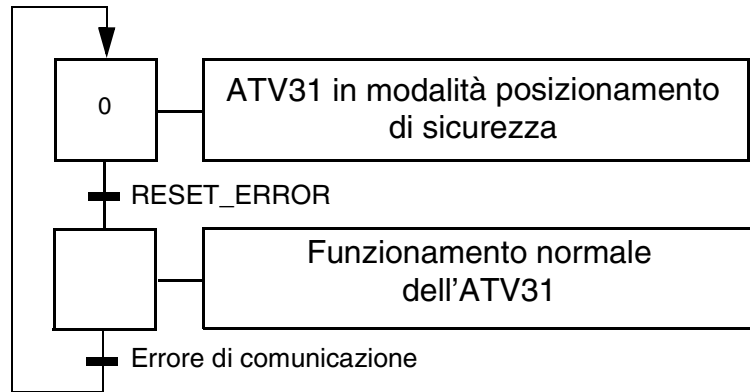 0
ATV31 in modalità posizionamento
di sicurezza
RESET_ERROR
Funzionamento normale
dell'ATV31
Errore di comunicazione